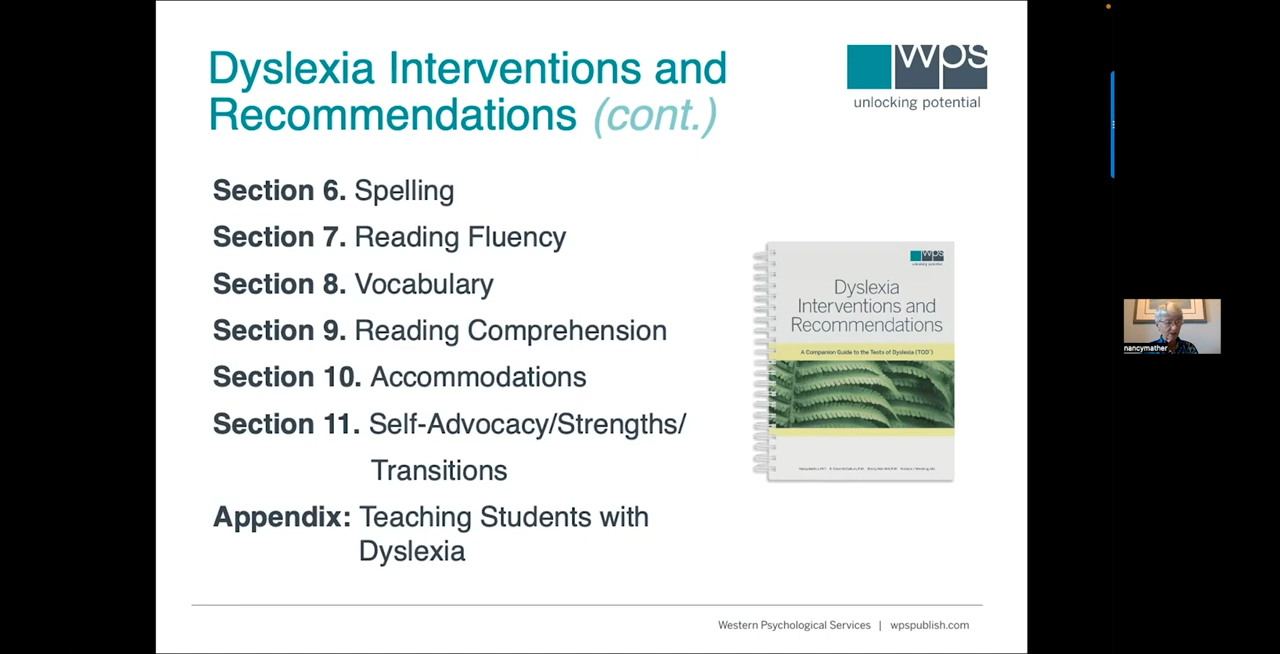 Dyslexia Interventions and
Recommendations (cont.)
wps
unlocking potential
Section 6. Spelling
Section 7. Reading Fluency
Section 8. Vocabulary
Section 9. Reading Comprehension
Section 10. Accommodations
Section 11. Self-Advocacy/Strengths/
Transitions
Appendix: Teaching Students with
Dyslexia
wps
Dyslexia
Interventions and
Recommendations
A Companion Guide to the Tests of Dyslexia (TOD™)
nancymather
Western Psychological Services | wpspublish.com